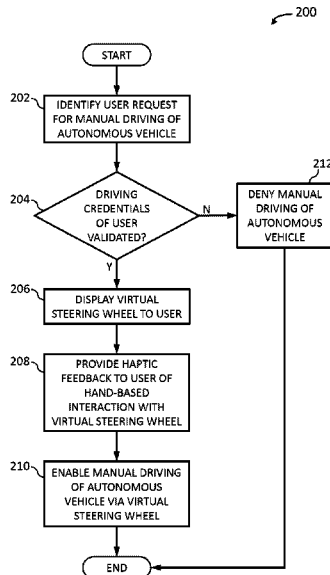 200
START
202
IDENTIFY USER REQUEST
FOR MANUAL DRIVING OF
AUTONOMOUS VEHICLE
204
DRIVING
CREDENTIALS
OF USER
VALIDATED?
N
Y
212
DENY MANUAL
DRIVING OF
AUTONOMOUS
VEHICLE
206
DISPLAY VIRTUAL
STEERING WHEEL TO USER
208
PROVIDE HAPTIC
FEEDBACK TO USER OF
HAND-BASED
INTERACTION WITH
VIRTUAL STEERING WHEEL
210
ENABLE MANUAL DRIVING
OF AUTONOMOUS
VEHICLE VIA VIRTUAL
STEERING WHEEL
END